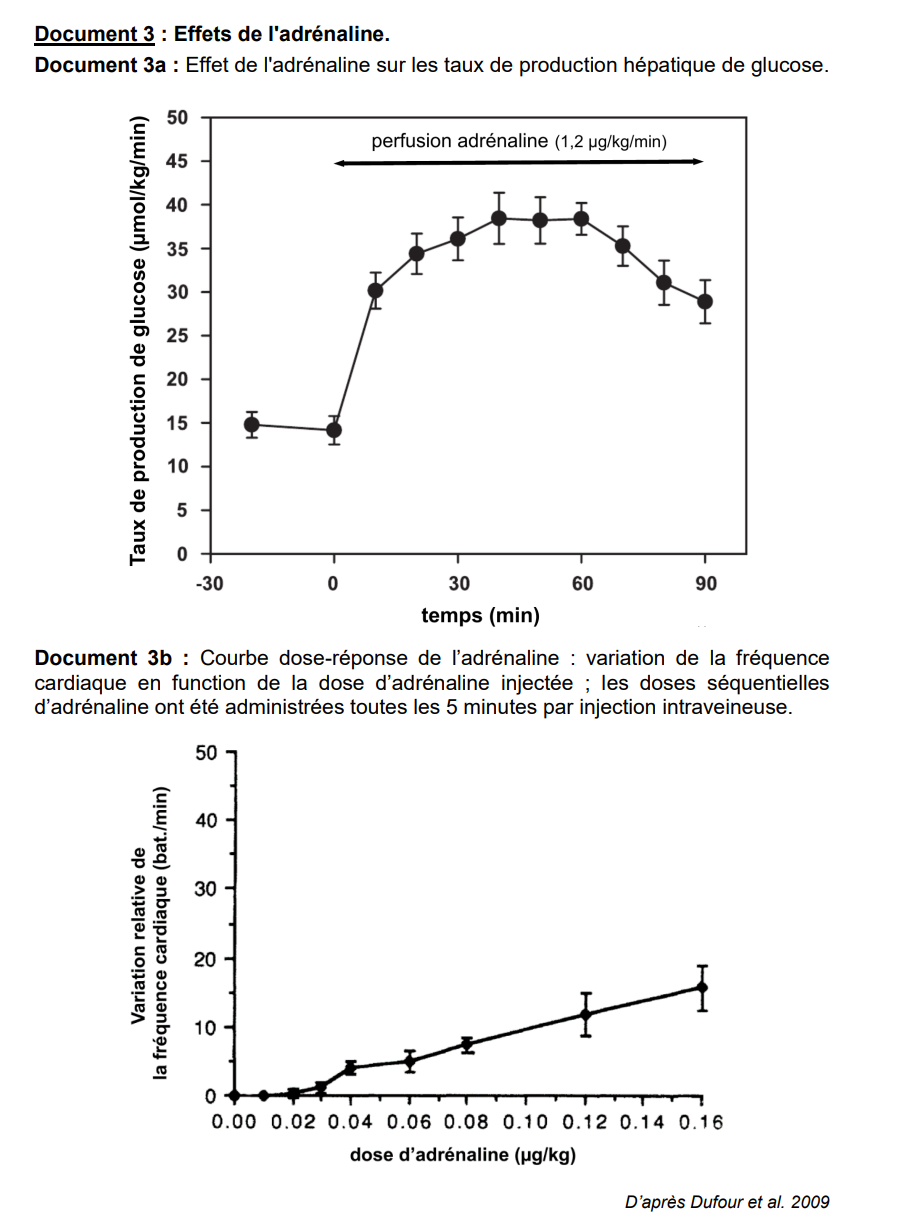 Document 3 : Effets de l'adrénaline.
Document 3a : Effet de l'adrénaline sur les taux de production hépatique de glucose.
Taux de production de glucose (µmol/kg/min)
perfusion adrénaline (1,2 µg/kg/min)
50
45
40
35
30
25
20
15
10
5
0
-30 0 30 60 90
temps (min)
Document 3b : Courbe dose-réponse de l’adrénaline : variation de la fréquence
cardiaque en function de la dose d’adrénaline injectée ; les doses séquentielles
d’adrénaline ont été administrées toutes les 5 minutes par injection intraveineuse.
Variation relative de
la fréquence cardiaque (bat./min)
50
40
30
20
10
0
0.00 0.02 0.04 0.06 0.08 0.10 0.12 0.14 0.16
dose d’adrénaline (µg/kg)
D’après Dufour et al. 2009